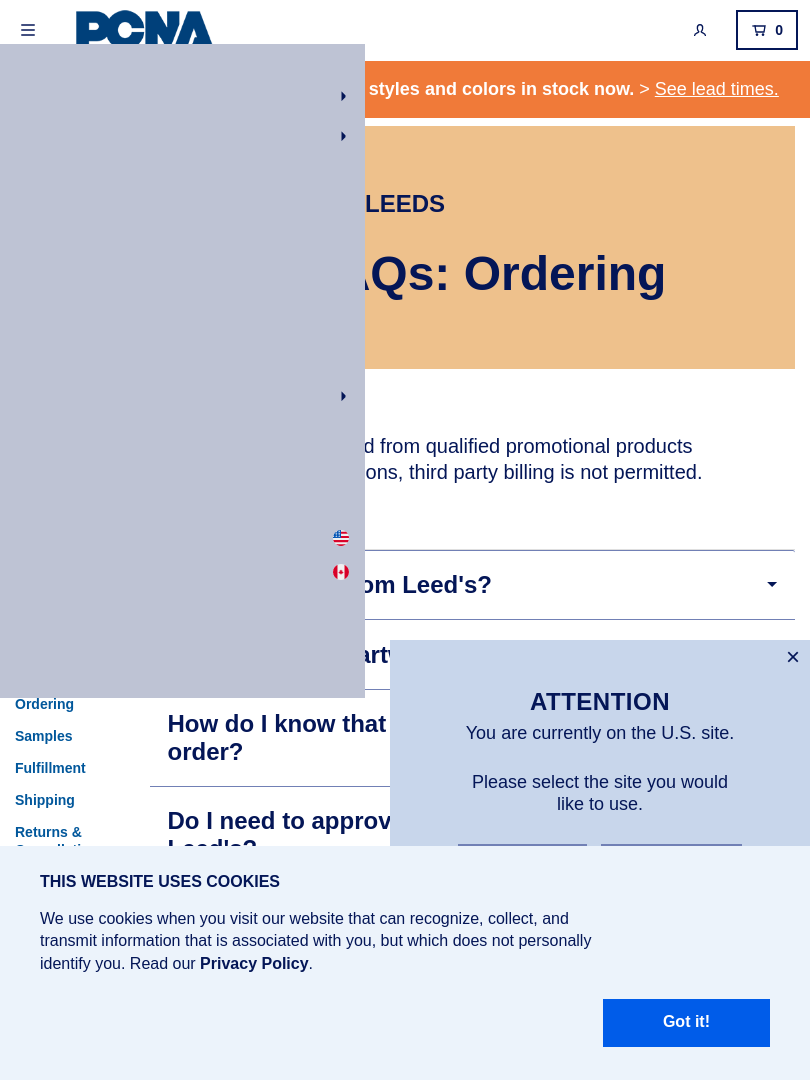 PCNA
0
styles and colors in stock now. > See lead times.
LEEDS
AQs: Ordering
d from qualified promotional products
ons, third party billing is not permitted.
om Leed's?
How do I know that
order?
Do I need to approv
Leed's?
Ordering
Samples
Fulfillment
Shipping
Returns &
×
ATTENTION
You are currently on the U.S. site.
Please select the site you would
like to use.
THIS WEBSITE USES COOKIES
We use cookies when you visit our website that can recognize, collect, and
transmit information that is associated with you, but which does not personally
identify you. Read our Privacy Policy.
Got it!